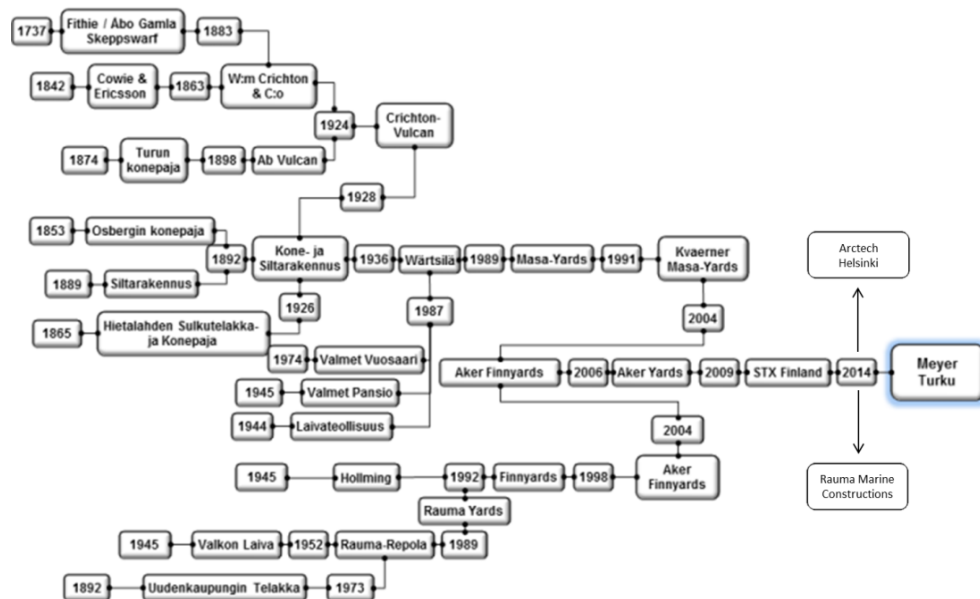 1737
Fithie / Åbo Gamla
Skeppswarf
1883
1842
Cowie &
Ericsson
1863
W:m Crichton
& C:o
1924
Crichton-
Vulcan
1874
Turun
konepaja
1898
Ab Vulcan
1928
1853
Osbergin konepaja
1892
Kone- ja
Siltarakennus
1936
Wärtsilä
1989
Masa-Yards
1991
Kvaerner
Masa-Yards
Arctech
Helsinki
1889
Siltarakennus
1926
1987
2004
1865
Hietalahden Sulkutelakka-
ja Konepaja
1974
Valmet Vuosaari
Aker Finnyards
2006
Aker Yards
2009
STX Finland
2014
Meyer
Turku
1945
Valmet Pansio
1944
Laivateollisuus
2004
1945
Hollming
1992
Finnyards
1998
Aker
Finnyards
Rauma Marine
Constructions
Rauma Yards
1945
Valkon Laiva
1952
Rauma-Repola
1989
1892
Uudenkaupungin Telakka
1973